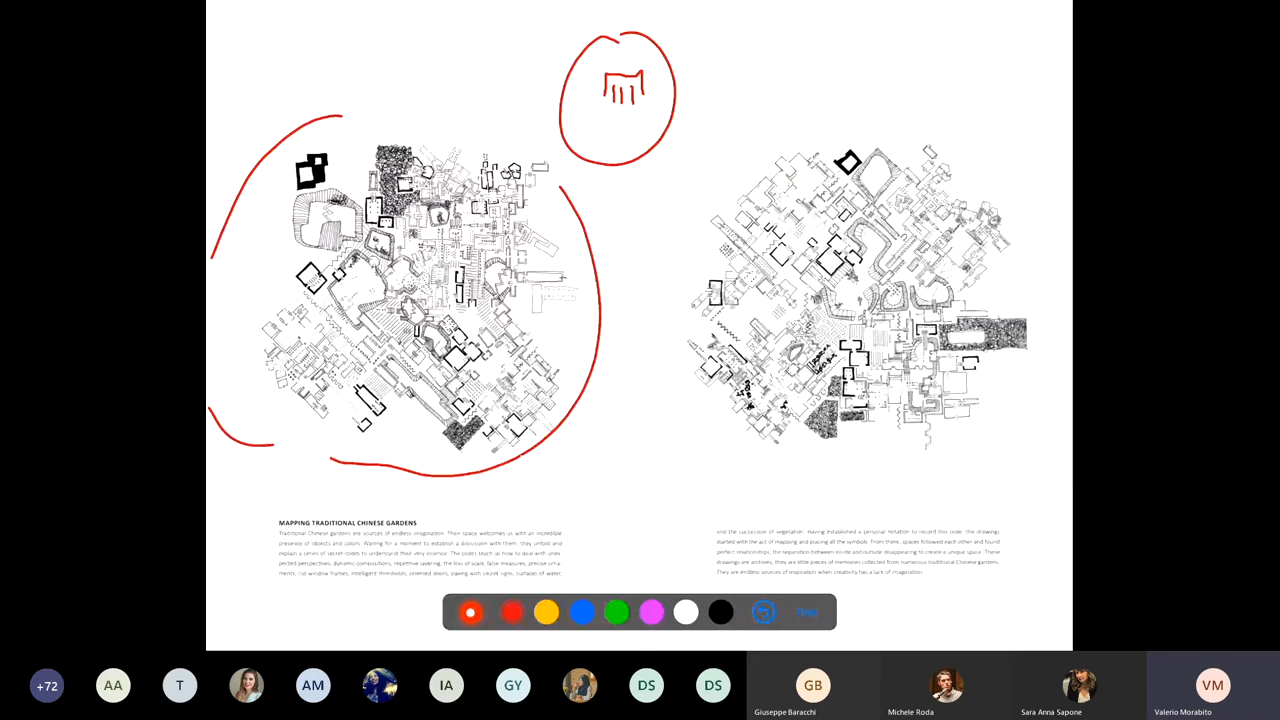 MAPPING TRADITIONAL CHINESE GARDENS
Traditional Chinese gardens are sources of endless imagination. Their space welcomes us with an incredible
presence of objects and colors. Waiting for a moment to establish a discussion with them, they unfold and
explain a series of secret codes to understand their very essence. The codes teach us how to deal with unex-
pected perspectives, dynamic compositions, repetitive layering, the loss of scale, false measures, precise orna-
ments, cut window frames, intelligent thresholds, oriented doors, paving with secret signs, surfaces of water,
and the succession of vegetation. Having established a personal notation to record this code, the drawings
started with the act of mapping and placing all the symbols. From there, spaces followed each other and found
perfect relationships, the separation between inside and outside disappearing to create a unique space. These
drawings are archives, they are little pieces of memories collected from numerous traditional Chinese gardens.
They are endless sources of inspiration when creativity has a lack of imagination.
+72
AA
T
AM
IA
GY
DS
DS
GB
VM
Giuseppe Baracchi
Michele Roda
Sara Anna Sapone
Valerio Morabito